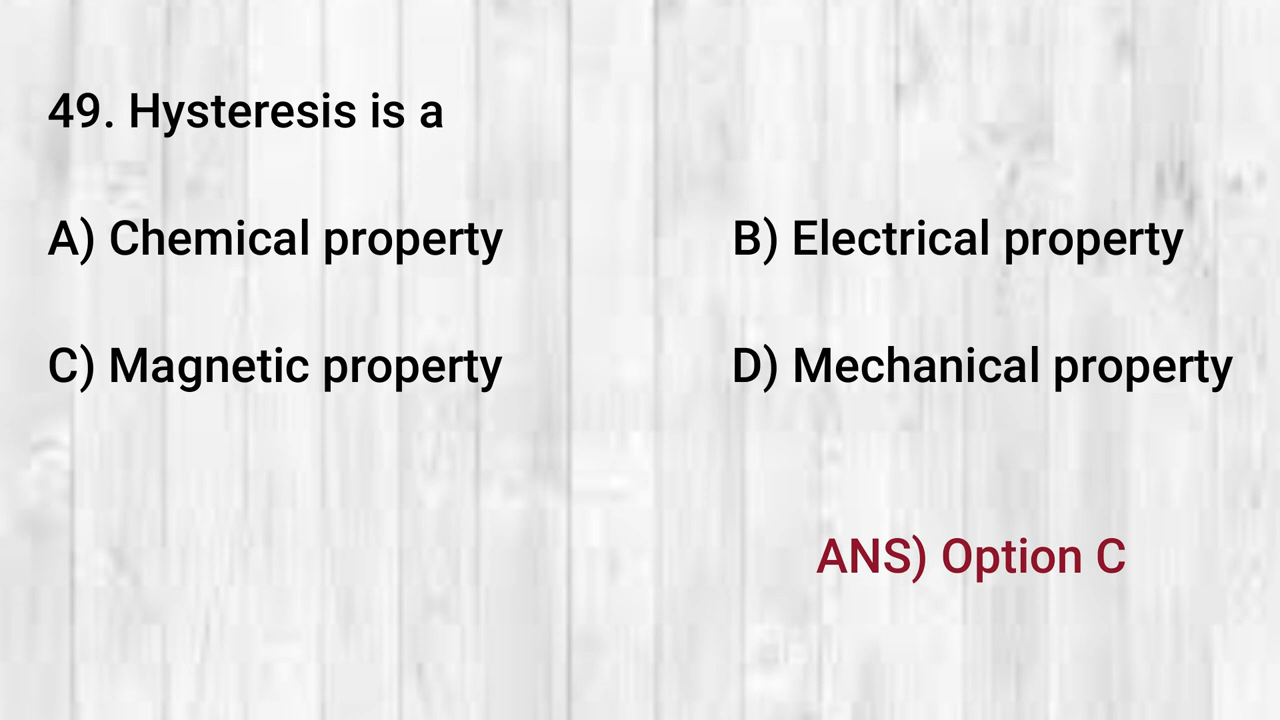 49. Hysteresis is a
A) Chemical property
B) Electrical property
C) Magnetic property
D) Mechanical property
ANS) Option C